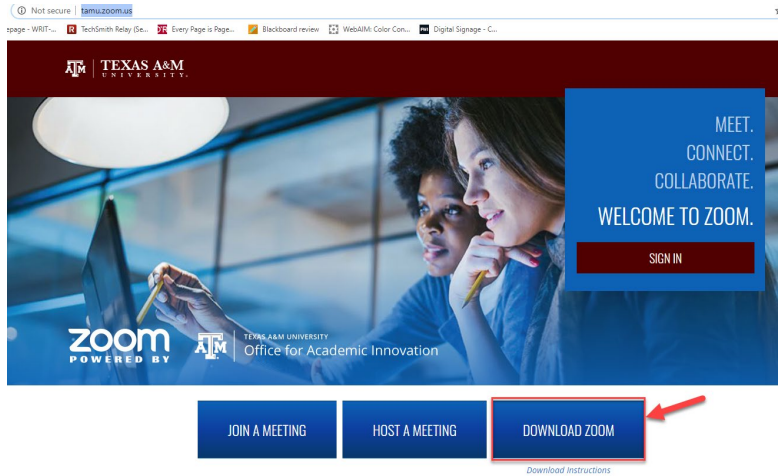 Not secure | tamu.zoom.us
epage - WRIT-... R TechSmith Relay (Se... Every Page is Page... Blackboard review WebAIM: Color Con... Digital Signage - C...
ĀTM | TEXAS A&M
UNIVERSITY.
MEET.
CONNECT.
COLLABORATE.
WELCOME TO ZOOM.
SIGN IN
zoom
POWERED BY
ĀTM
TEXAS A&M UNIVERSITY
Office for Academic Innovation
JOIN A MEETING
HOST A MEETING
DOWNLOAD ZOOM
Download Instructions